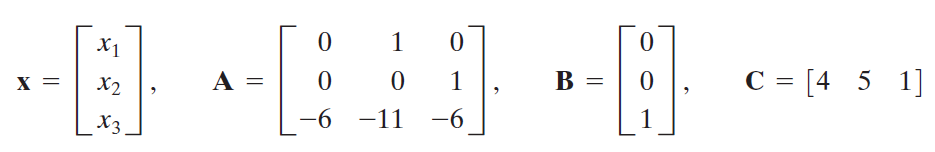 x = [x₁ x₂ x₃], A = [0 1 0; 0 0 1; −6 −11 −6], B = [0 0 1], C = [4 5 1]